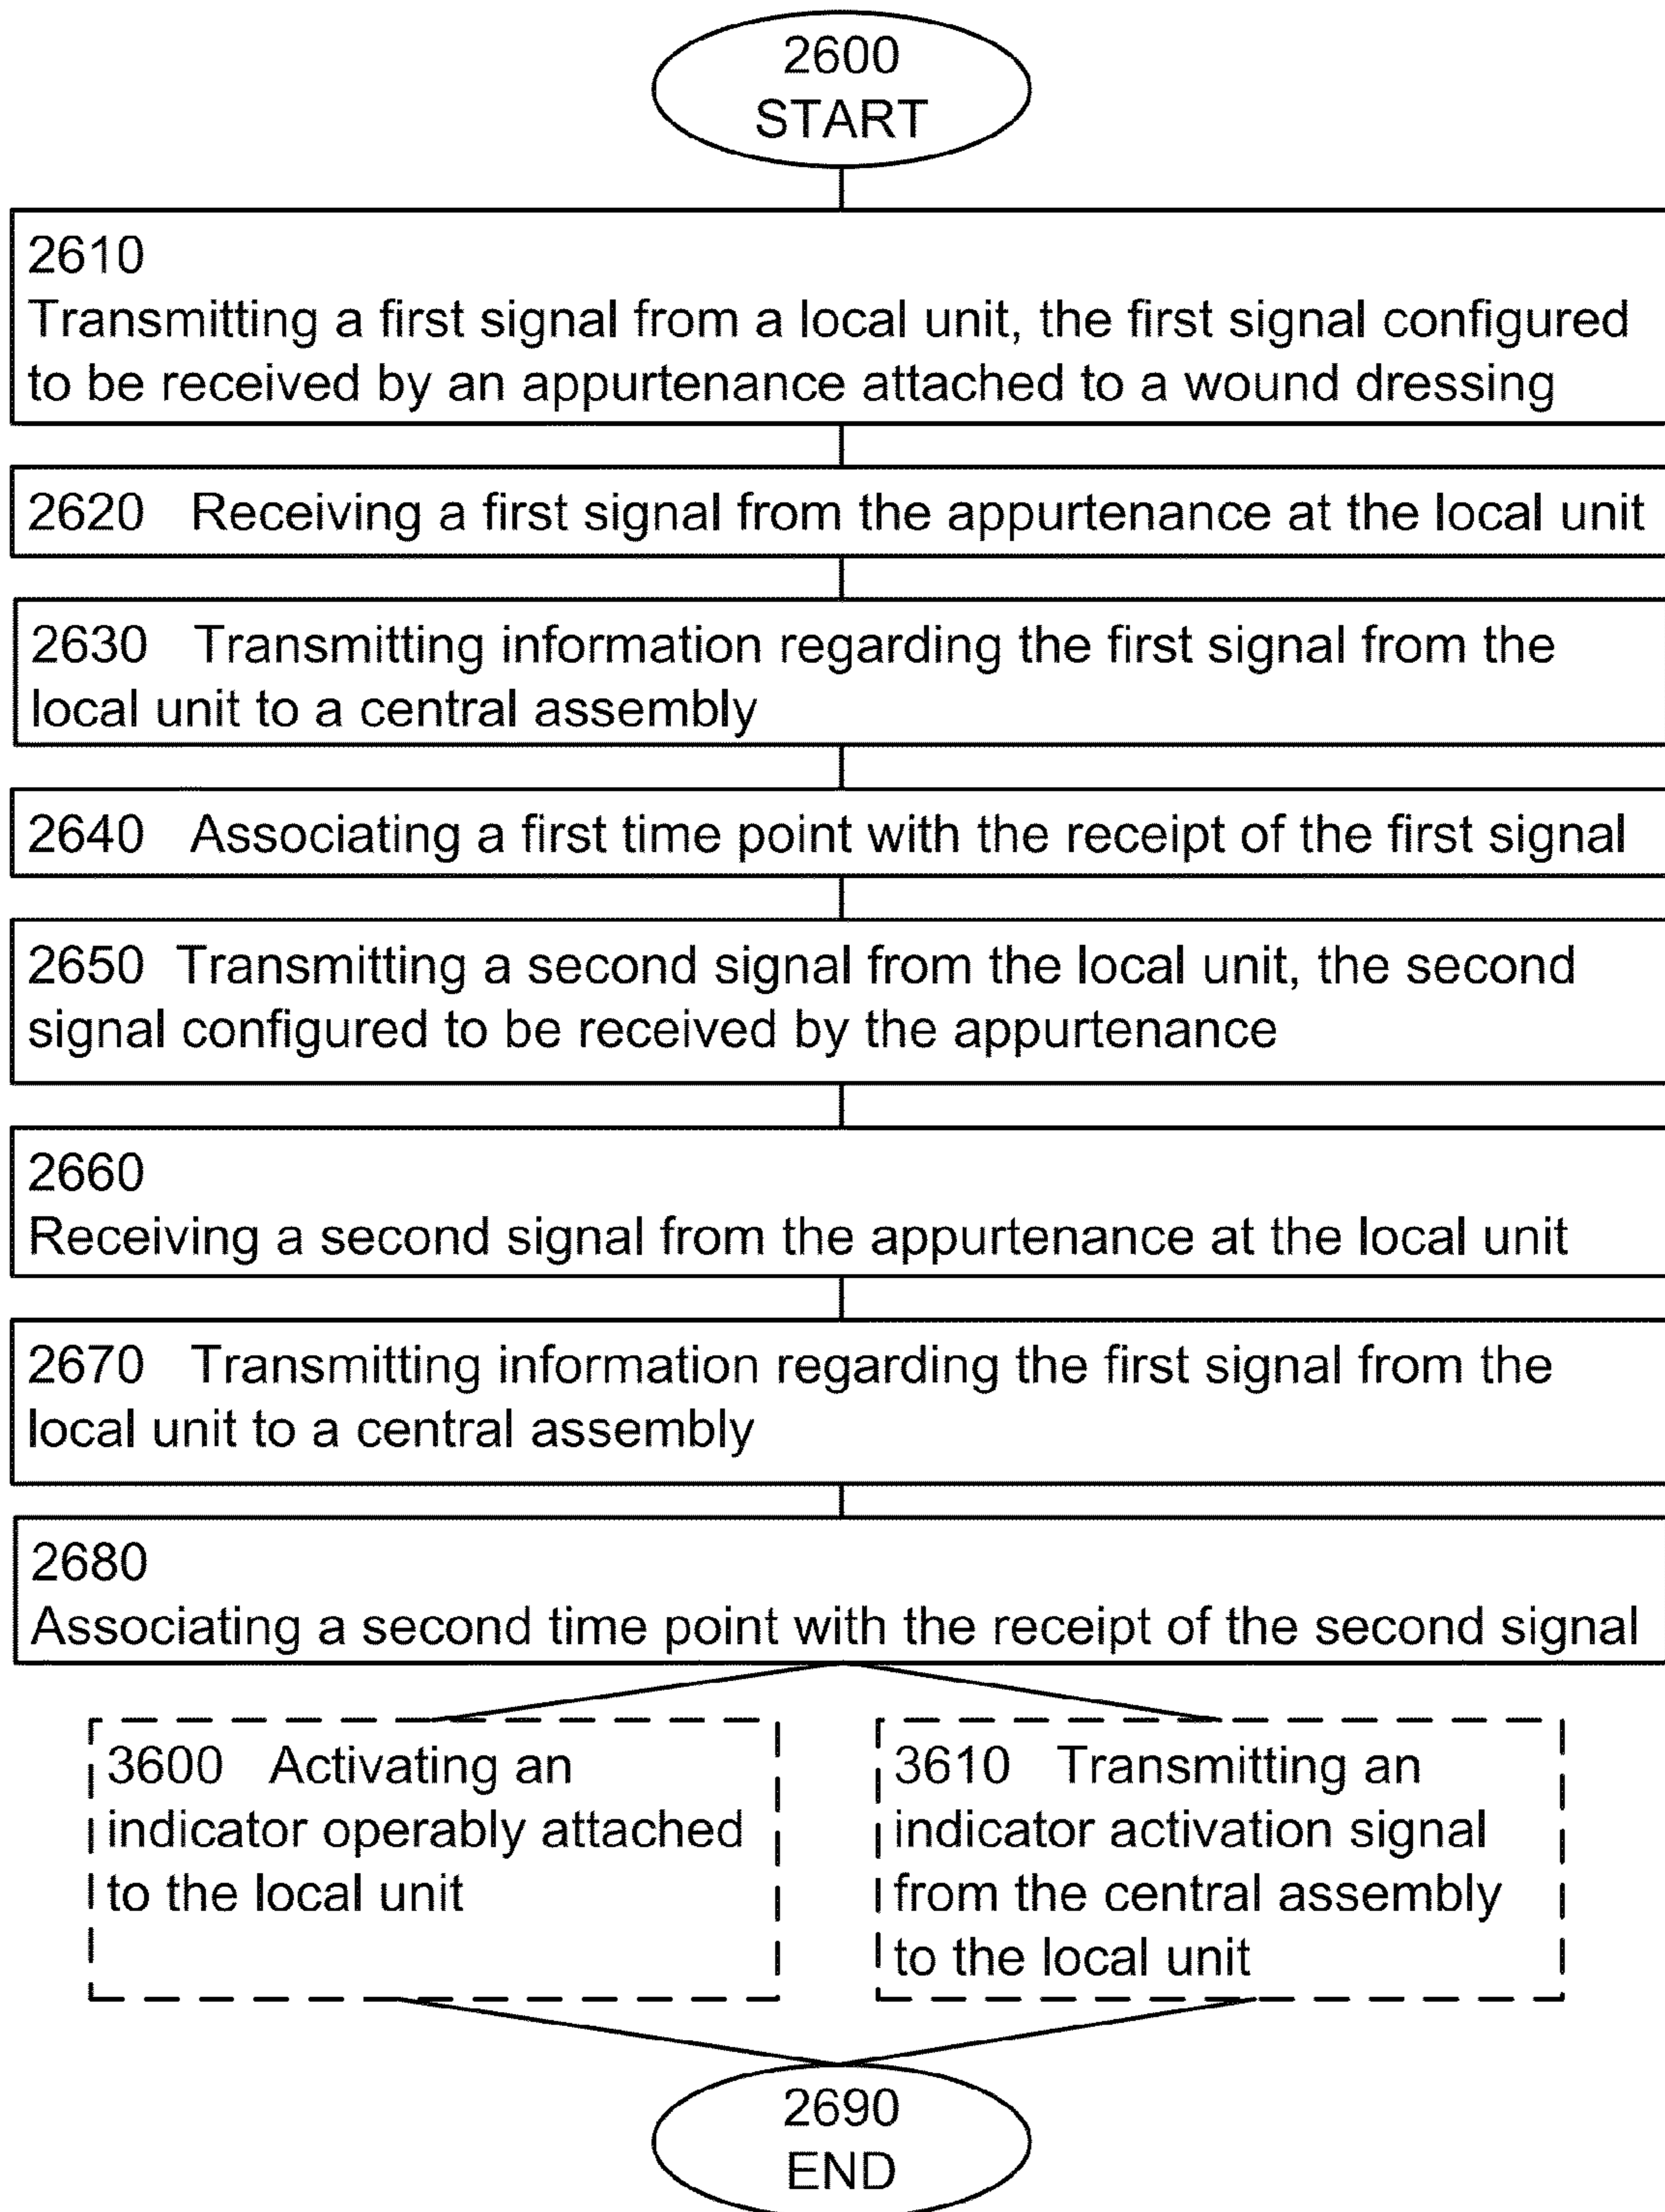 2600
START
2610
Transmitting a first signal from a local unit, the first signal configured
to be received by an appurtenance attached to a wound dressing
2620 Receiving a first signal from the appurtenance at the local unit
2630 Transmitting information regarding the first signal from the
local unit to a central assembly
2640 Associating a first time point with the receipt of the first signal
2650 Transmitting a second signal from the local unit, the second
signal configured to be received by the appurtenance
2660
Receiving a second signal from the appurtenance at the local unit
2670 Transmitting information regarding the first signal from the
local unit to a central assembly
2680
Associating a second time point with the receipt of the second signal
3600 Activating an
indicator operably attached
to the local unit
3610 Transmitting an
indicator activation signal
from the central assembly
to the local unit
2690
END